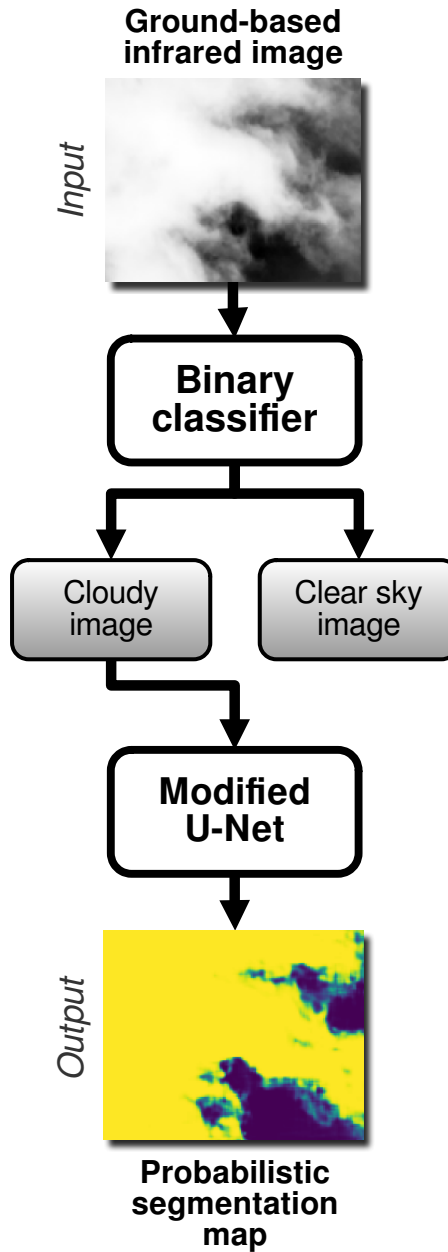 Ground-based
infrared image
Input
Binary
classifier
Cloudy
image
Clear sky
image
Modified
U-Net
Output
Probabilistic
segmentation
map